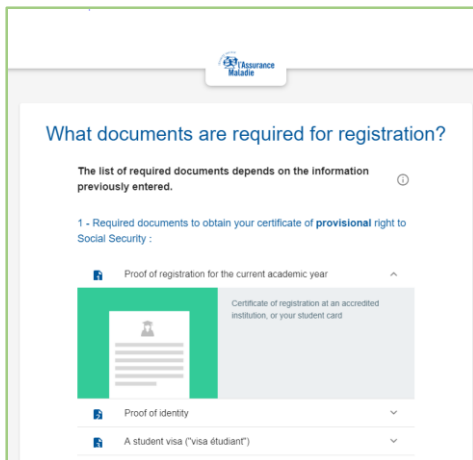 l'Assurance
Maladie
What documents are required for registration?
The list of required documents depends on the information
previously entered.
1 - Required documents to obtain your certificate of provisional right to
Social Security :
Proof of registration for the current academic year
Certificate of registration at an accredited
institution, or your student card
Proof of identity
A student visa ("visa étudiant")